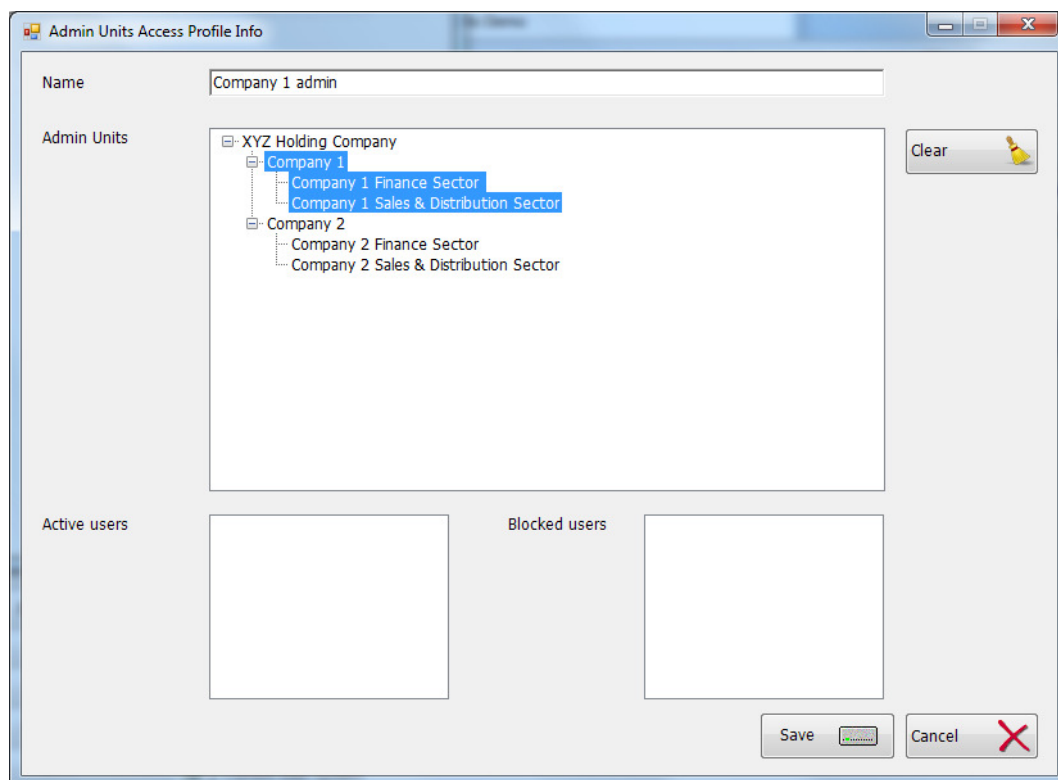 Admin Units Access Profile Info
Name
Company 1 admin
Admin Units
XYZ Holding Company
Company 1
Company 1 Finance Sector
Company 1 Sales & Distribution Sector
Company 2
Company 2 Finance Sector
Company 2 Sales & Distribution Sector
Clear
Active users
Blocked users
Save
Cancel